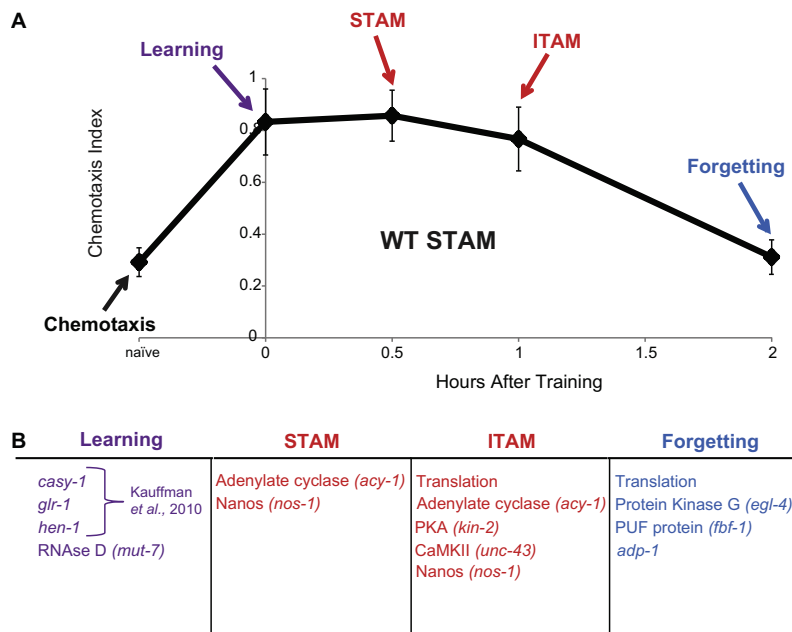 A
STAM
ITAM
Learning
Forgetting
Chemotaxis Index
1
0.8
0.6
0.4
0.2
0
WT STAM
Chemotaxis
naïve
0
0.5
1
1.5
2
Hours After Training
B
Learning
STAM
ITAM
Forgetting
casy-1
glr-1
hen-1
Kauffman
et al., 2010
RNAse D (mut-7)
Adenylate cyclase (acy-1)
Nanos (nos-1)
Translation
Adenylate cyclase (acy-1)
PKA (kin-2)
CaMKII (unc-43)
Nanos (nos-1)
Translation
Protein Kinase G (egl-4)
PUF protein (fbf-1)
adp-1